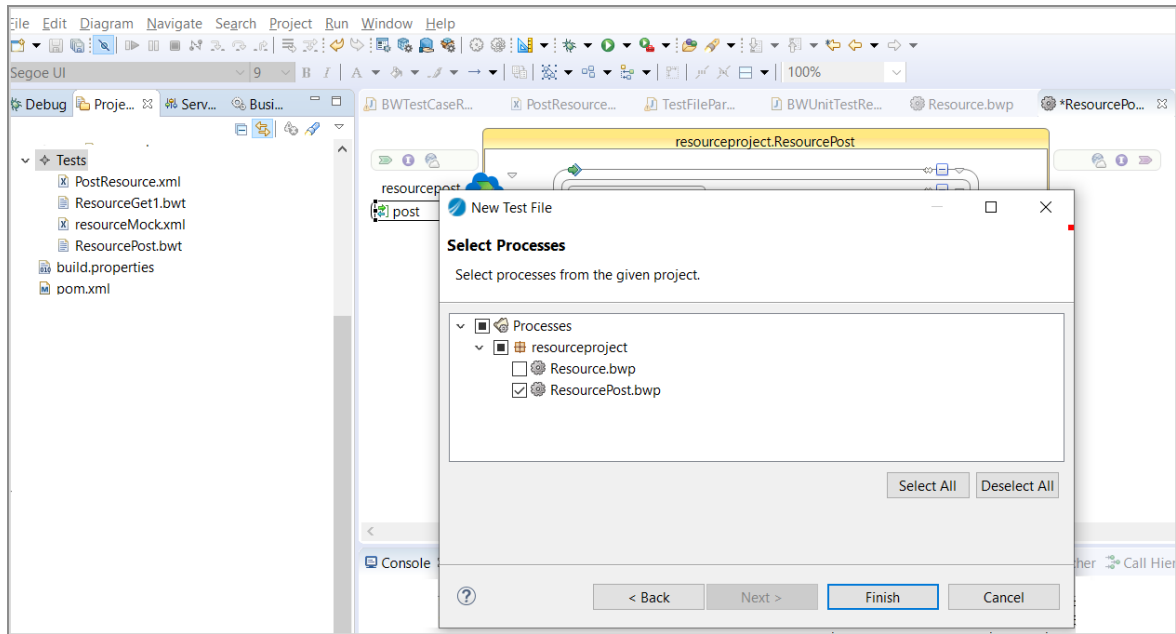 File Edit Diagram Navigate Search Project Run Window Help
Segoe UI 9 B I A 100%
Debug Proje... Serv... Busi... BWTestCaseR... PostResource... TestFilePar... BWUnitTestRe... Resource.bwp *ResourcePo...
Tests
PostResource.xml
ResourceGet1.bwt
resourceMock.xml
ResourcePost.bwt
build.properties
pom.xml
resourceproject.ResourcePost
resourcepost
post
New Test File
Select Processes
Select processes from the given project.
Processes
resourceproject
Resource.bwp
ResourcePost.bwp
Select All Deselect All
Console Call Hier
< Back Next > Finish Cancel